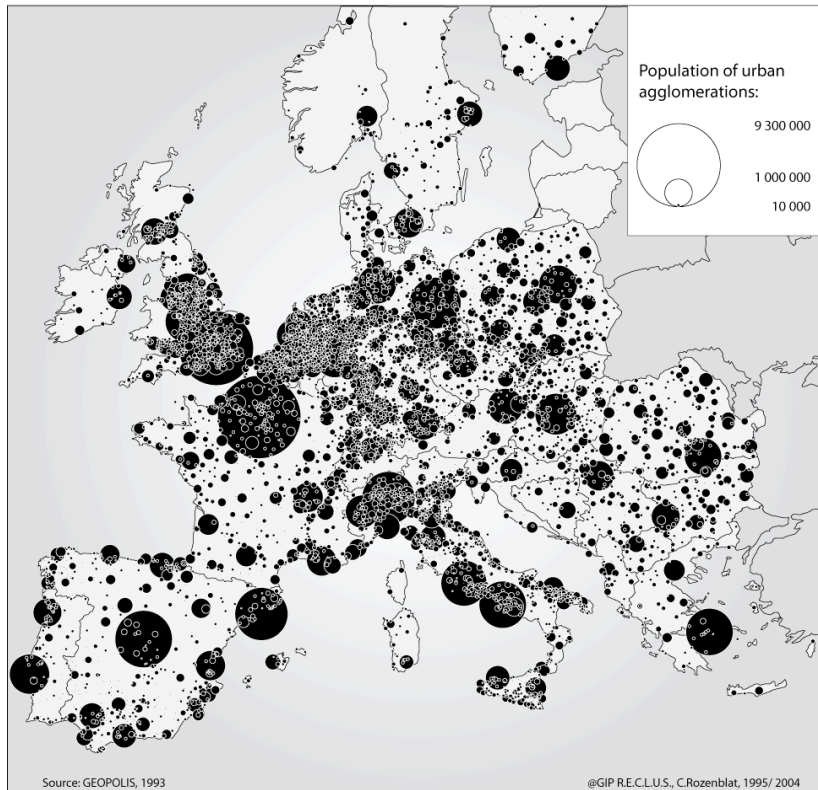 Population of urban
agglomerations:
9 300 000
1 000 000
10 000
Source: GEOPOLIS, 1993
@GIP R.E.C.L.U.S., C.Rozenblat, 1995/ 2004